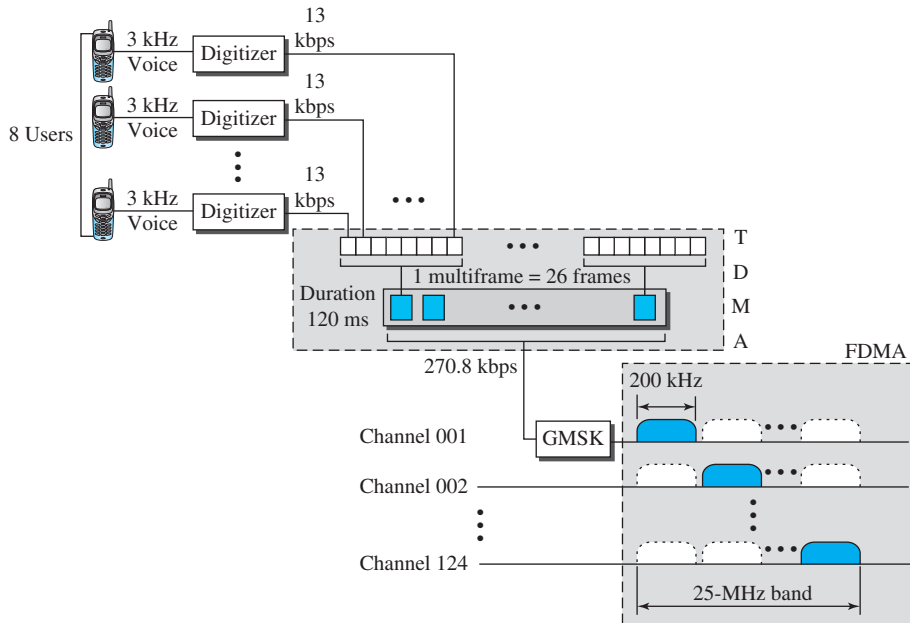 13
3 kHz
Voice
Digitizer
kbps
13
3 kHz
Voice
Digitizer
kbps
8 Users
13
3 kHz
Voice
Digitizer
kbps
T
D
M
A
1 multiframe = 26 frames
Duration
120 ms
270.8 kbps
FDMA
200 kHz
Channel 001
GMSK
Channel 002
Channel 124
25-MHz band